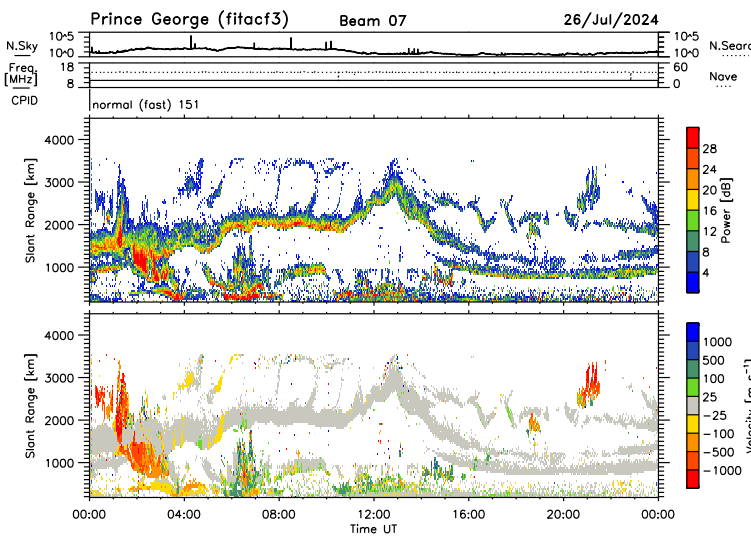 Prince George (fitacf3) Beam 07 26/Jul/2024
N.Sky 10^5 10^0 10^5 10^0 N.Searc
Freq [MHz] 18 8 60 0 Nave
CPID normal (fast) 151
Slant Range [km] 4000 3000 2000 1000
Power [dB] 28 24 20 16 12 8 4
Slant Range [km] 4000 3000 2000 1000
Velocity [m s^-1] 1000 500 100 25 -25 -100 -500 -1000
00:00 04:00 08:00 12:00 16:00 20:00 00:00
Time UT